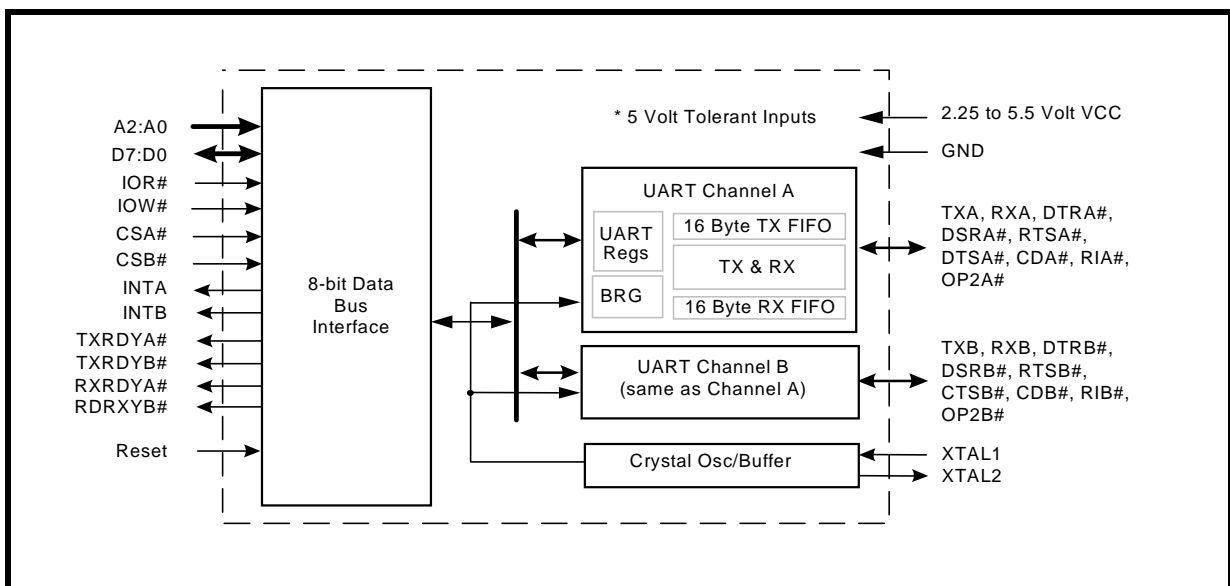 A2:A0
D7:D0
IOR#
IOW#
CSA#
CSB#
INTA
INTB
TXRDYA#
TXRDYB#
RXRDYA#
RDRXYB#
Reset
8-bit Data
Bus
Interface
* 5 Volt Tolerant Inputs
UART Channel A
UART
Regs
BRG
16 Byte TX FIFO
TX & RX
16 Byte RX FIFO
UART Channel B
(same as Channel A)
Crystal Osc/Buffer
2.25 to 5.5 Volt VCC
GND
TXA, RXA, DTRA#,
DSRA#, RTSA#,
DTSA#, CDA#, RIA#,
OP2A#
TXB, RXB, DTRB#,
DSRB#, RTSB#,
CTSB#, CDB#, RIB#,
OP2B#
XTAL1
XTAL2